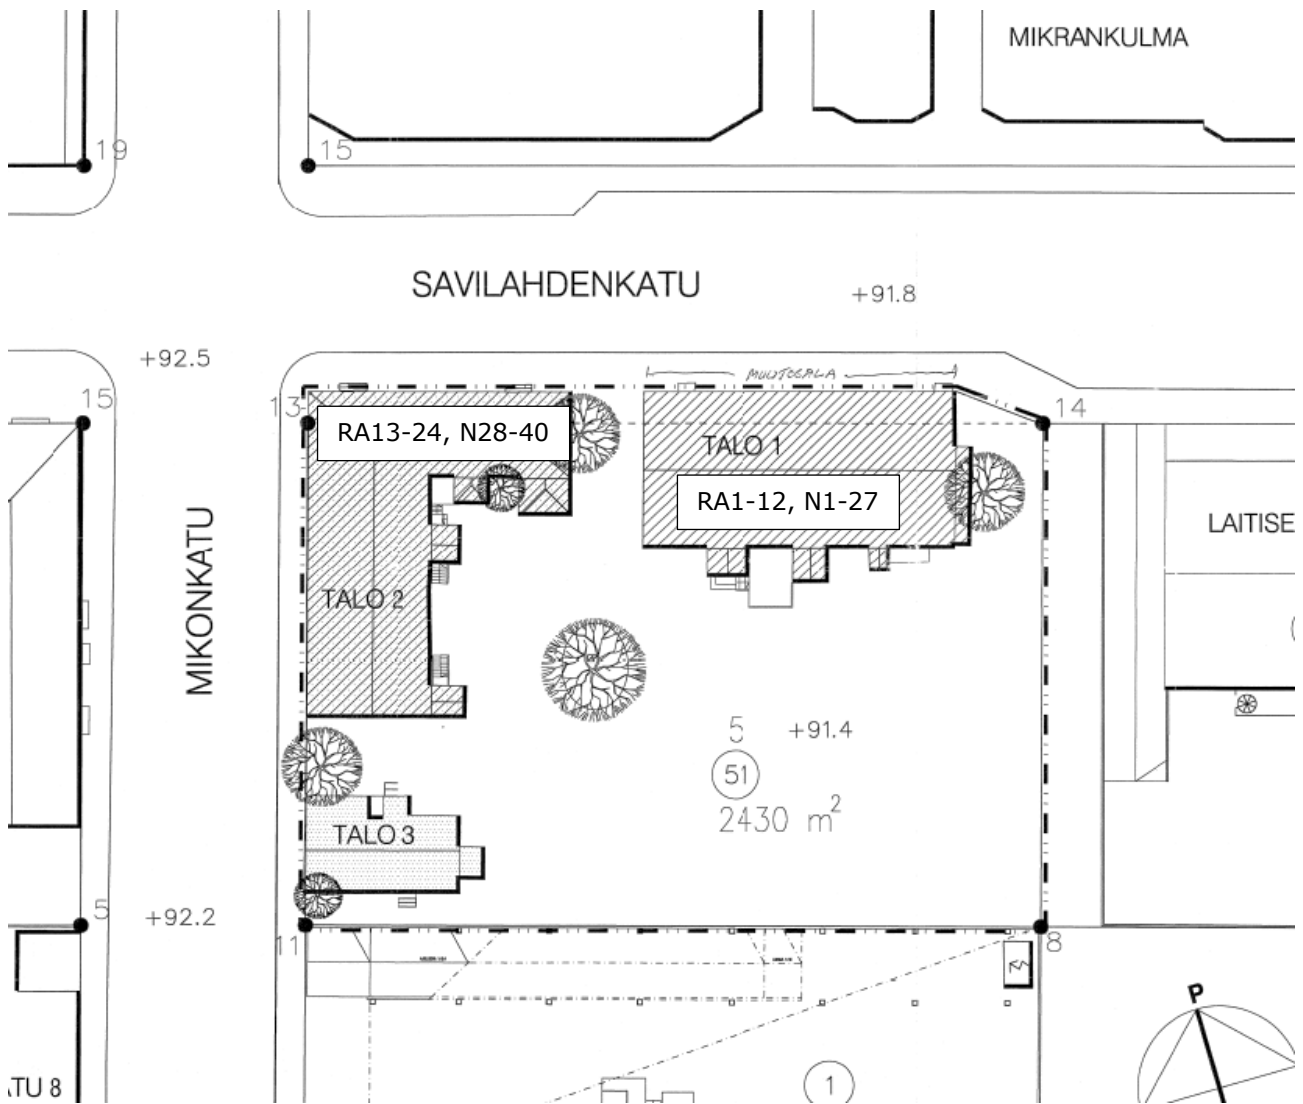 MIKRANKULMA
19
15
SAVILAHDENKATU
+91.8
+92.5
MUUTOSALA
15
13
14
RA13-24, N28-40
TALO 1
RA1-12, N1-27
LAITISE
MIKONKATU
TALO 2
5
+91.4
51
2430 m²
TALO 3
5
+92.2
11
8
P
1
ATU 8